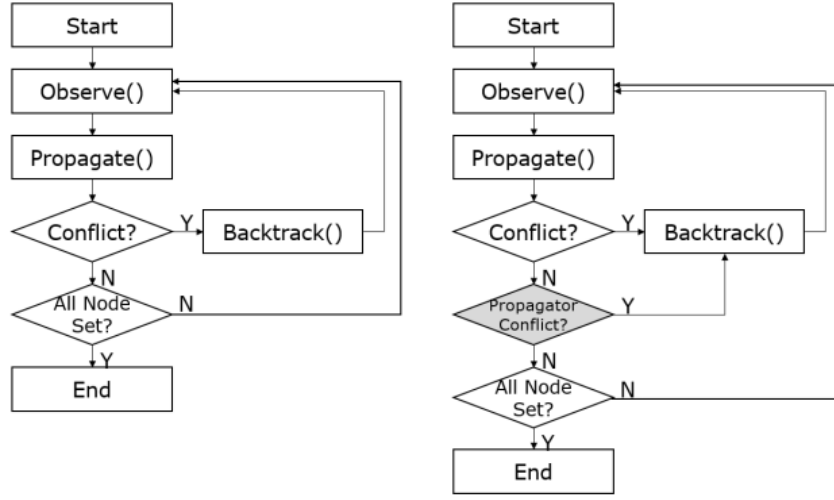 Start
Observe()
Propagate()
Conflict?
Y
Backtrack()
N
All Node
Set?
N
Y
End
Start
Observe()
Propagate()
Conflict?
Y
Backtrack()
N
Propagator
Conflict?
Y
N
All Node
Set?
N
Y
End